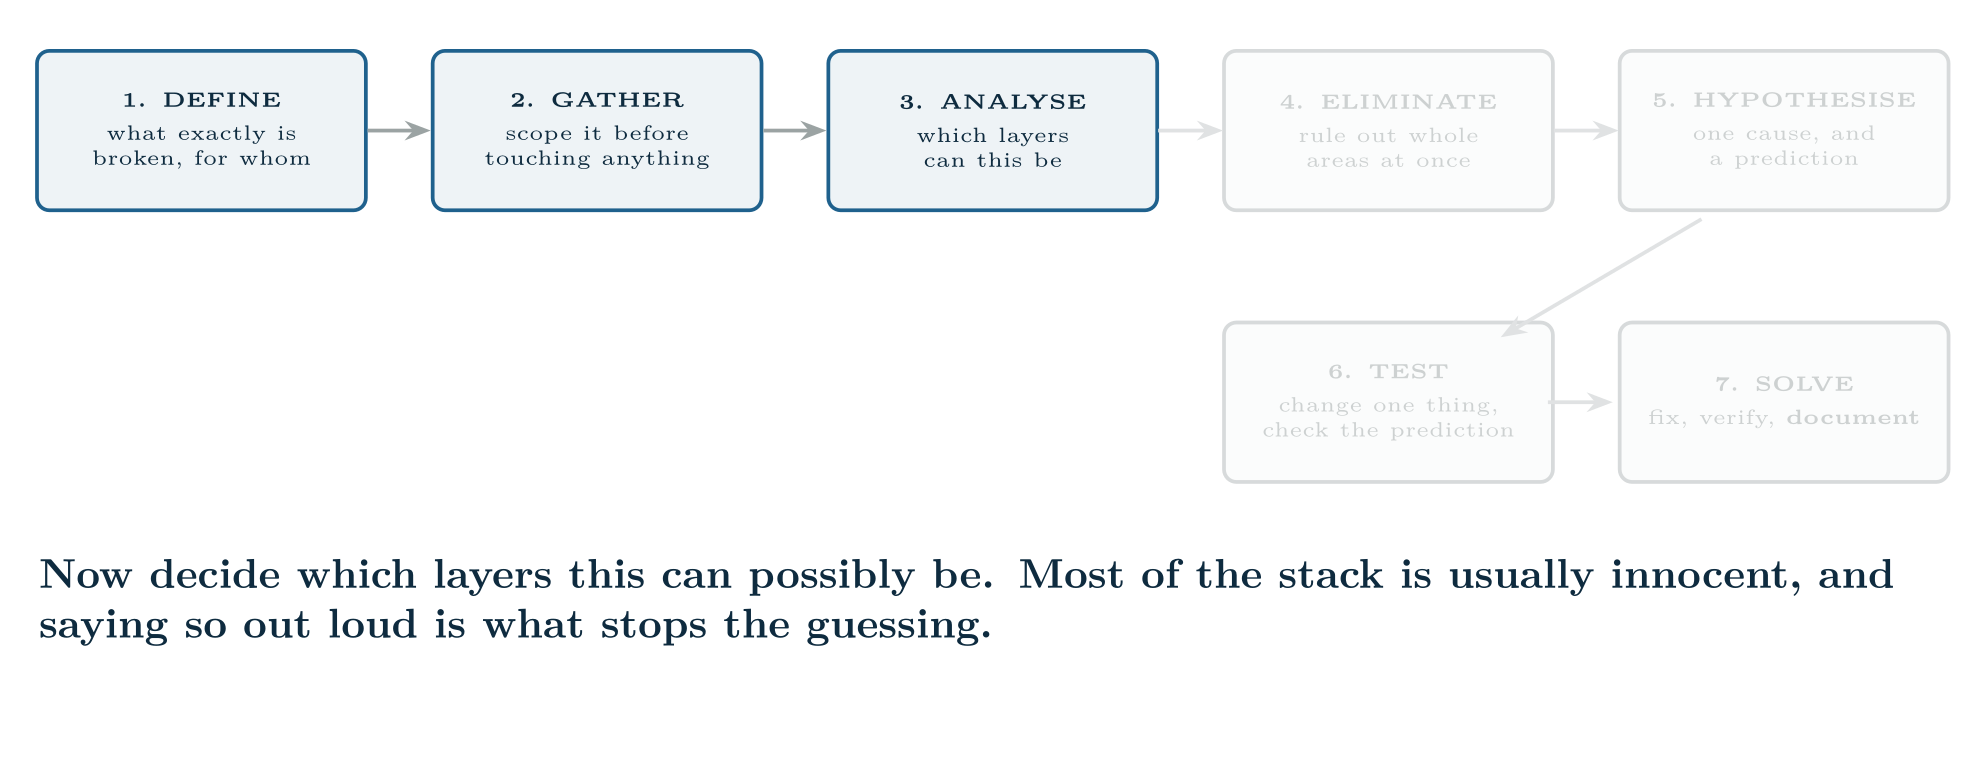 1. DEFINE
what exactly is
broken, for whom
2. GATHER
scope it before
touching anything
3. ANALYSE
which layers
can this be
4. ELIMINATE
rule out whole
areas at once
5. HYPOTHESISE
one cause, and
a prediction
6. TEST
change one thing,
check the prediction
7. SOLVE
fix, verify, document
Now decide which layers this can possibly be. Most of the stack is usually innocent, and
saying so out loud is what stops the guessing.